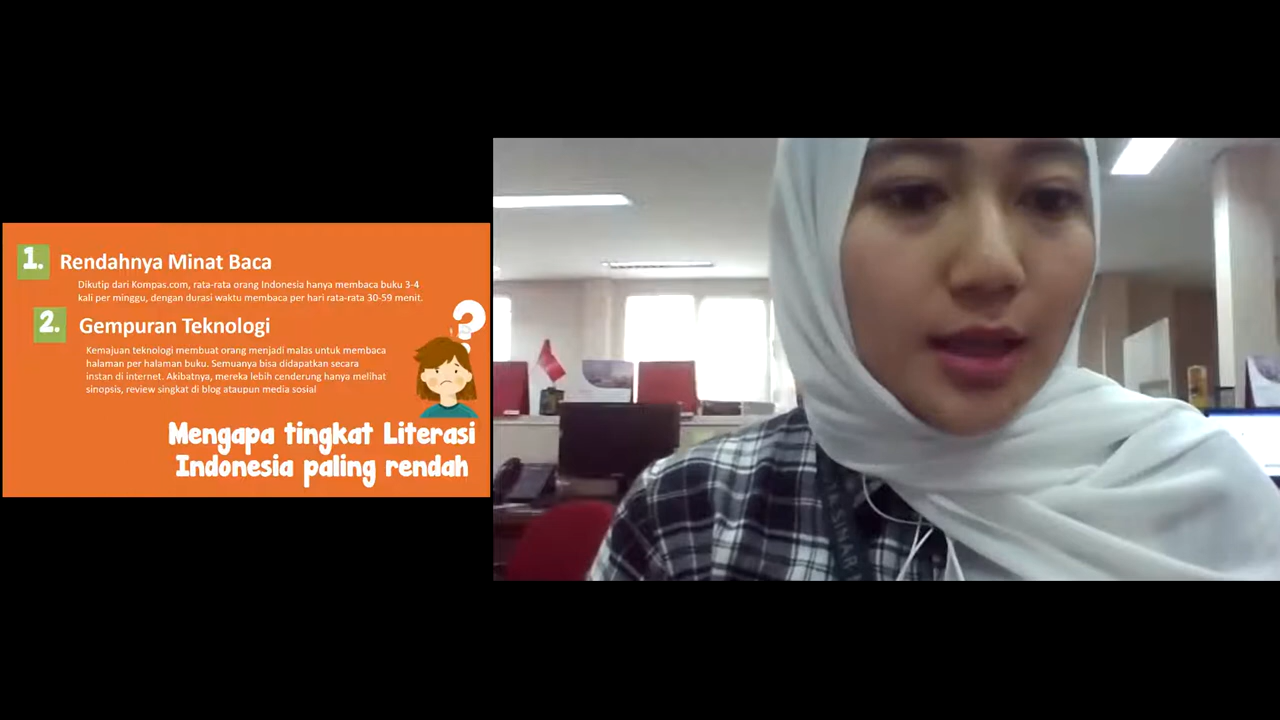 1. Rendahnya Minat Baca
Dikutip dari Kompas.com, rata-rata orang Indonesia hanya membaca buku 3-4
kali per minggu, dengan durasi waktu membaca per hari rata-rata 30-59 menit.
2. Gempuran Teknologi
Kemajuan teknologi membuat orang menjadi malas untuk membaca
halaman per halaman buku. Semuanya bisa didapatkan secara
instan di internet. Akibatnya, mereka lebih cenderung hanya melihat
sinopsis, review singkat di blog ataupun media sosial
?
Mengapa tingkat Literasi
Indonesia paling rendah
SINAR